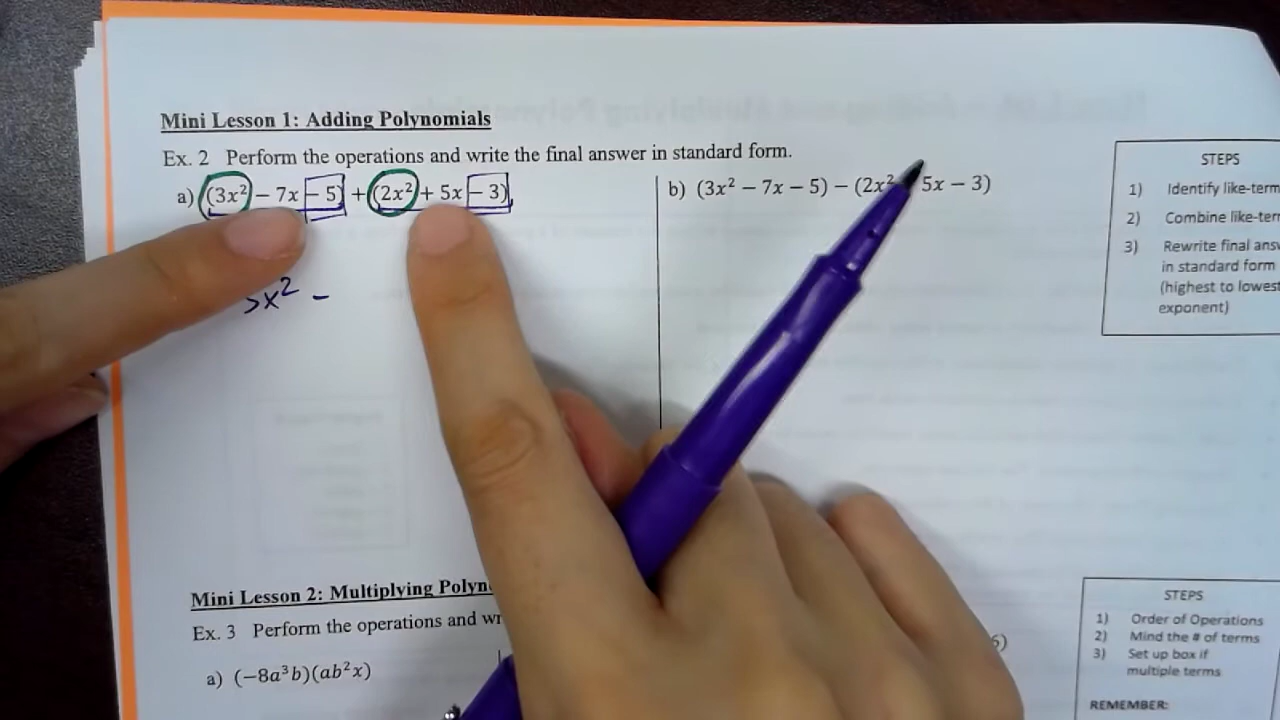 Mini Lesson 1: Adding Polynomials
Ex. 2 Perform the operations and write the final answer in standard form.
a) (3x² − 7x − 5) + (2x² + 5x − 3)
b) (3x² − 7x − 5) − (2x² 5x − 3)
x² −
STEPS
1) Identify like-term
2) Combine like-ter
3) Rewrite final ans
in standard form
(highest to lowest
exponent)
Mini Lesson 2: Multiplying Polyn
Ex. 3 Perform the operations and wr
a) (−8a³b)(ab²x)
6)
STEPS
1) Order of Operations
2) Mind the # of terms
3) Set up box if
multiple terms
REMEMBER: